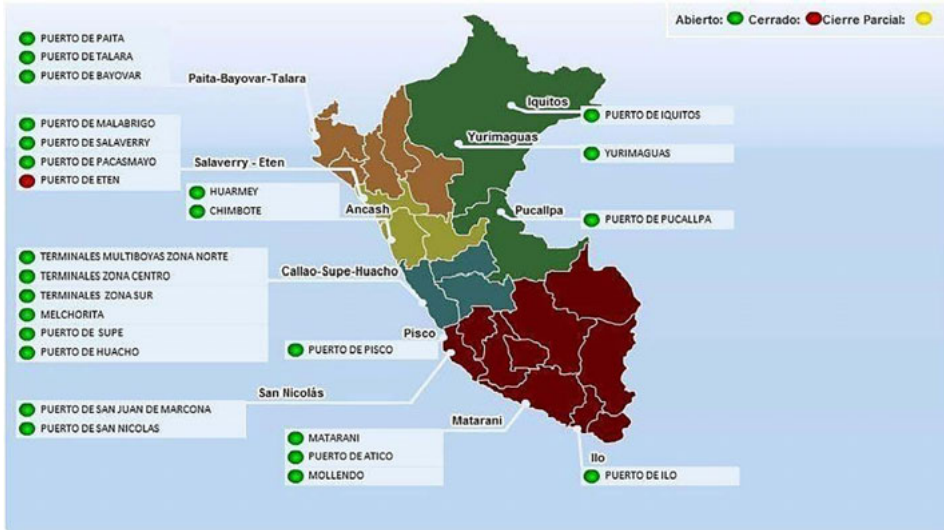 Abierto: Cerrado: Cierre Parcial:
PUERTO DE PAITA
PUERTO DE TALARA
PUERTO DE BAYOVAR
Paita-Bayovar-Talara
Iquitos
PUERTO DE IQUITOS
PUERTO DE MALABRIGO
PUERTO DE SALAVERRY
PUERTO DE PACASMAYO
PUERTO DE ETEN
Salaverry - Eten
Yurimaguas
YURIMAGUAS
HUARMEY
CHIMBOTE
Ancash
Pucallpa
PUERTO DE PUCALLPA
TERMINALES MULTIBOYAS ZONA NORTE
TERMINALES ZONA CENTRO
TERMINALES ZONA SUR
MELCHORITA
PUERTO DE SUPE
PUERTO DE HUACHO
Callao-Supe-Huacho
Pisco
PUERTO DE PISCO
San Nicolás
PUERTO DE SAN JUAN DE MARCONA
PUERTO DE SAN NICOLAS
Matarani
MATARANI
PUERTO DE ATICO
MOLLENDO
Ilo
PUERTO DE ILO